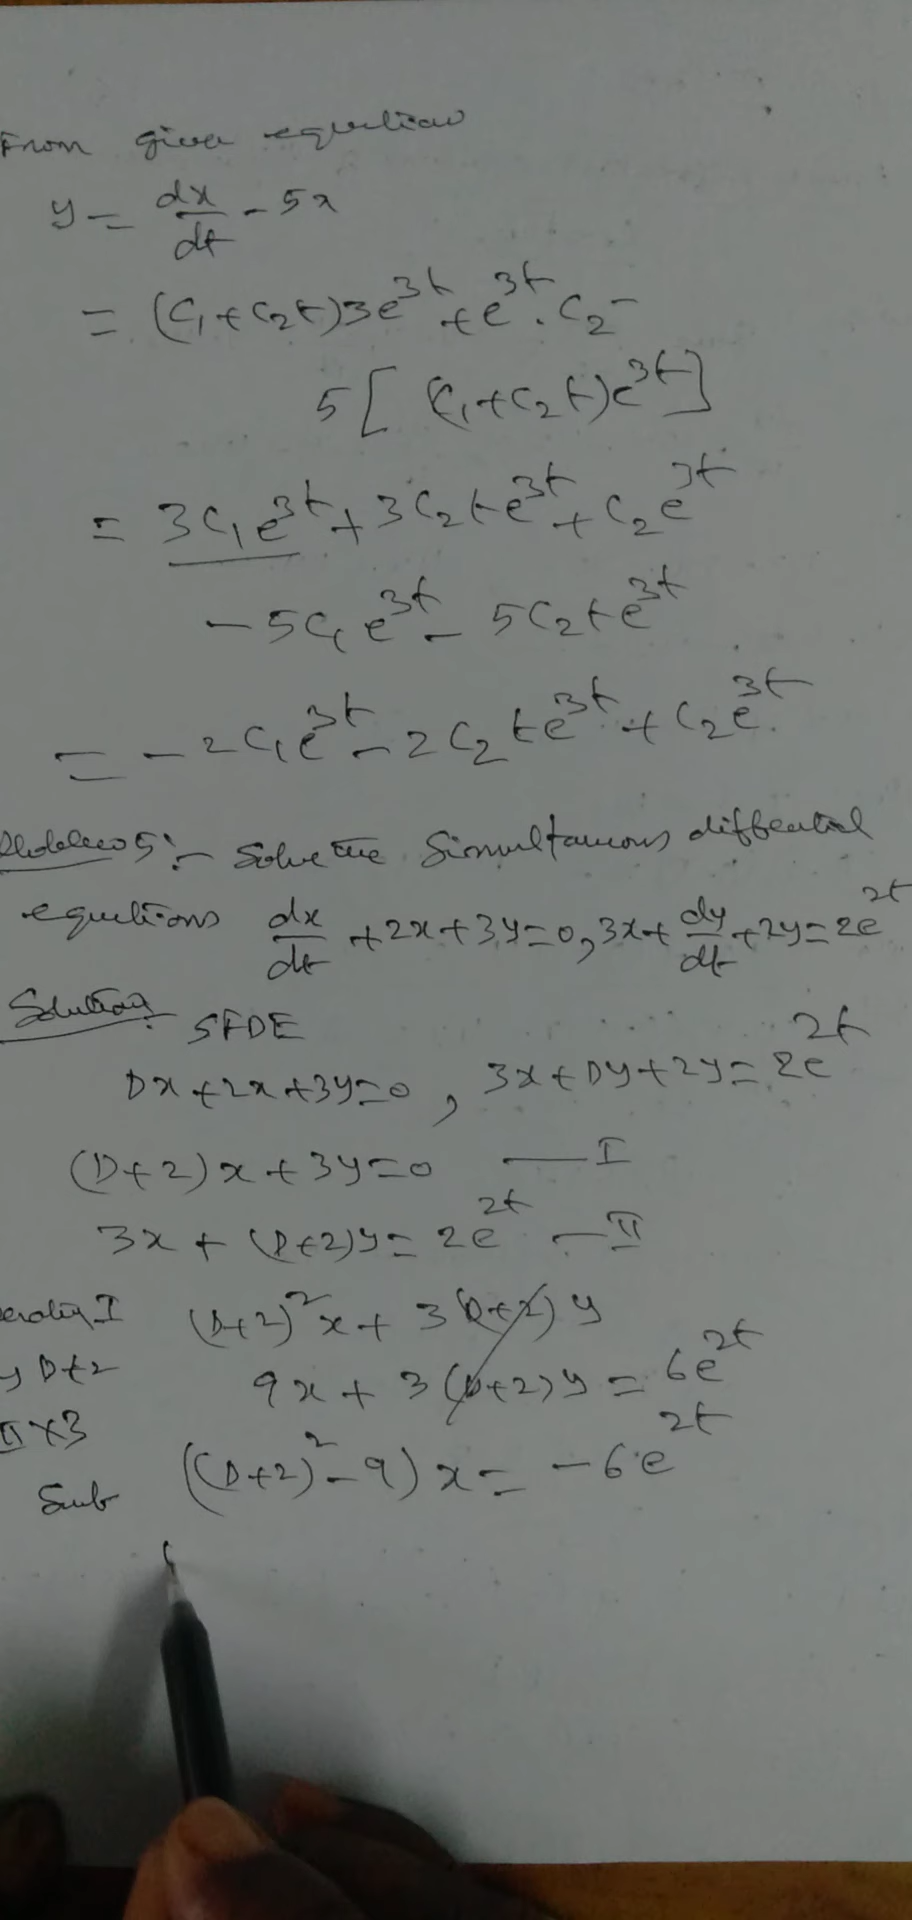 From given equation
y = dx/dt - 5x
= (C₁+C₂t)3e^3t + e^3t . C₂ -
5[(C₁+C₂t)e^3t]
= 3C₁e^3t + 3C₂te^3t + C₂e^3t
- 5C₁e^3t - 5C₂te^3t
= -2C₁e^3t - 2C₂te^3t + C₂e^3t.
5:- Solve the Simultaneous
equations dx/dt + 2x + 3y = 0, 3x + dy/dt + 2y = 2e^2t
Solution
SFDE
Dx + 2x + 3y = 0, 3x + Dy + 2y = 2e^2t
(D+2)x + 3y = 0 — I
3x + (D+2)y = 2e^2t — II
I (D+2)²x + 3(D+2)y
y D+2 9x + 3(D+2)y = 6e^2t
II×3
Sub ((D+2)² - 9)x = -6e^2t
(